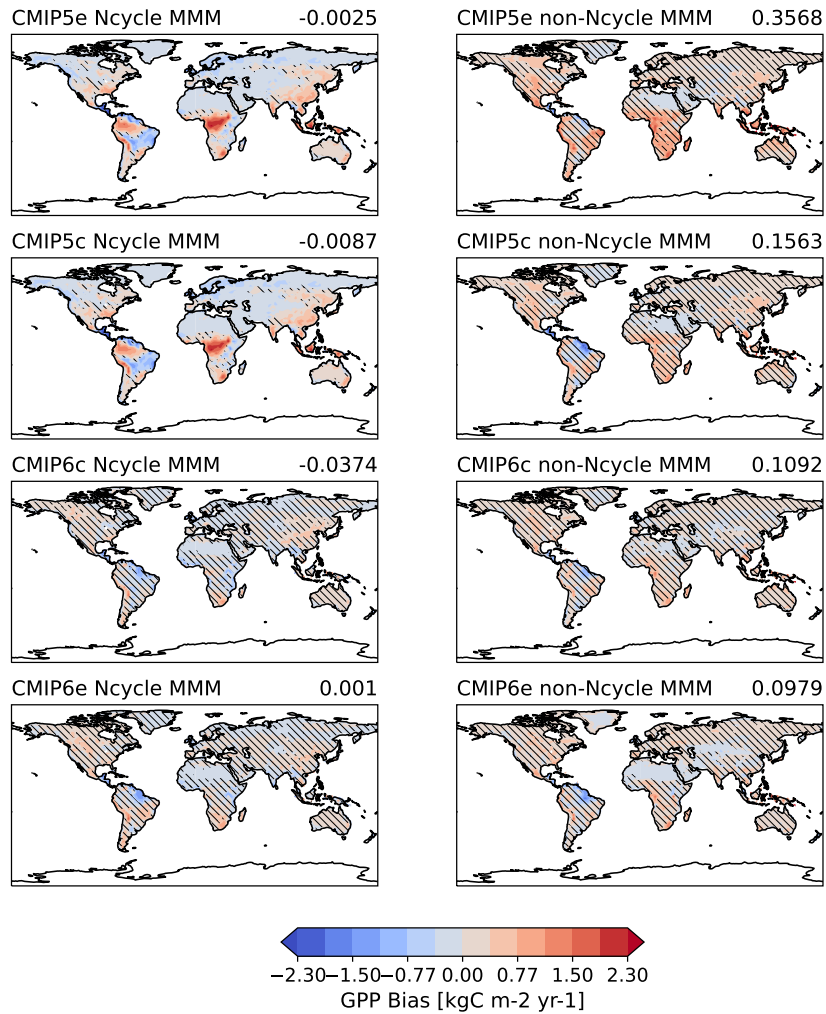 CMIP5e Ncycle MMM -0.0025
CMIP5e non-Ncycle MMM 0.3568
CMIP5c Ncycle MMM -0.0087
CMIP5c non-Ncycle MMM 0.1563
CMIP6c Ncycle MMM -0.0374
CMIP6c non-Ncycle MMM 0.1092
CMIP6e Ncycle MMM 0.001
CMIP6e non-Ncycle MMM 0.0979
−2.30 −1.50 −0.77 0.00 0.77 1.50 2.30
GPP Bias [kgC m-2 yr-1]